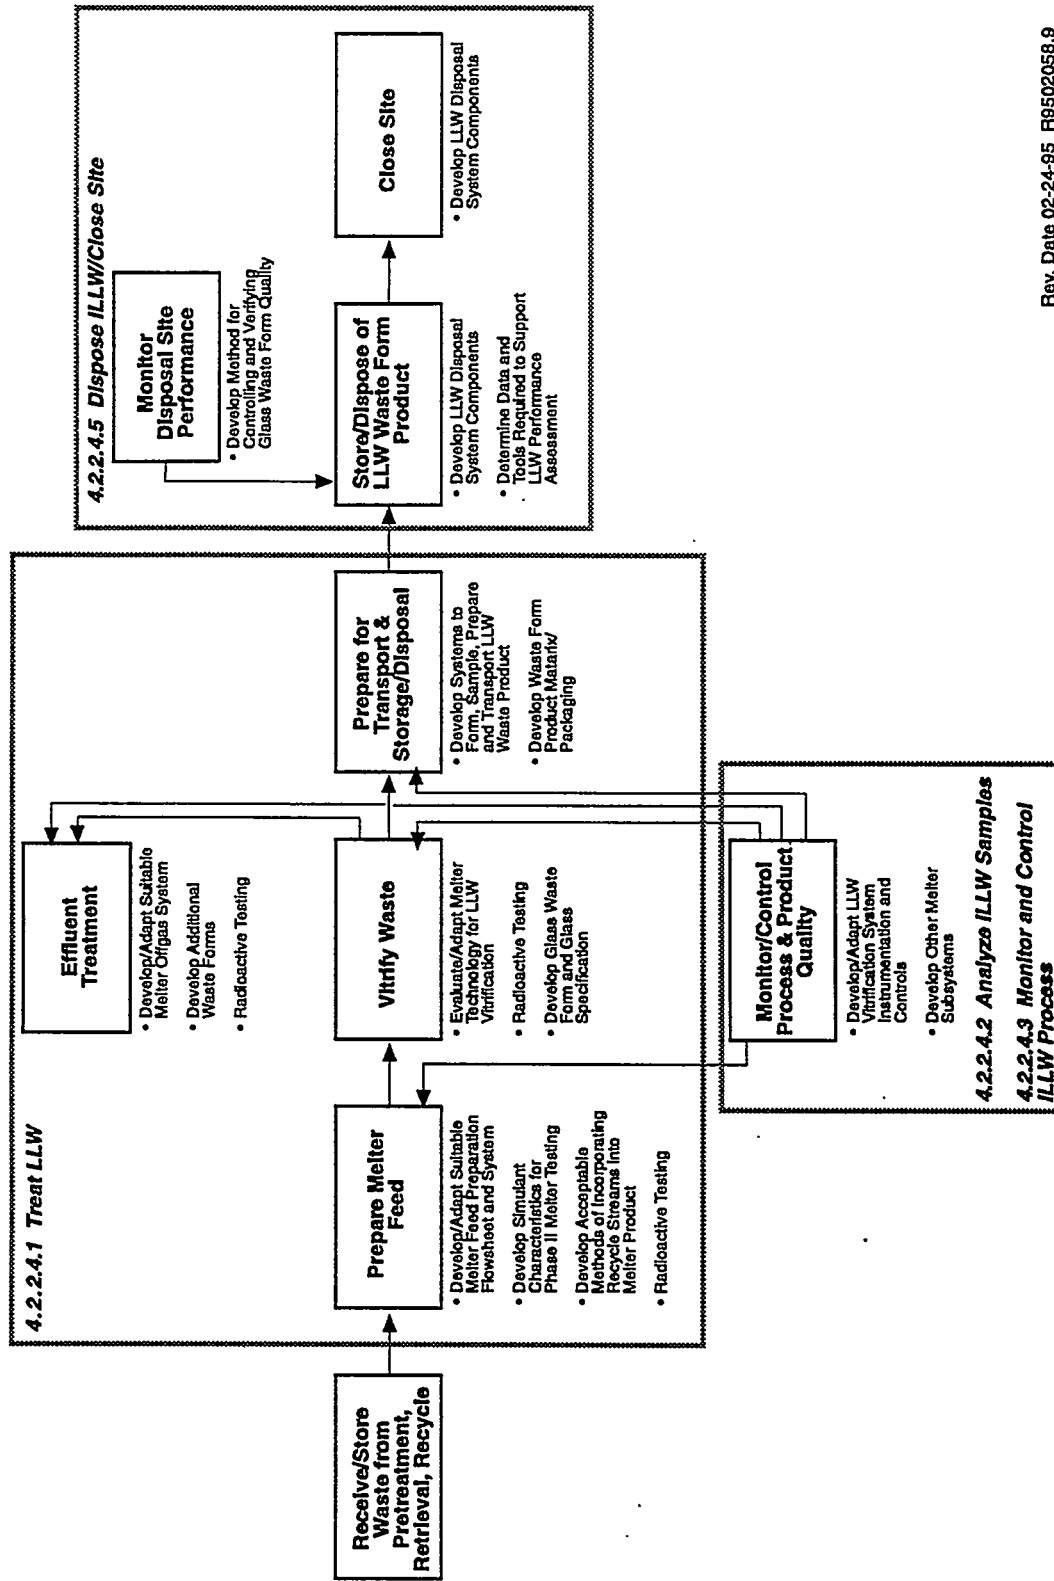 4.2.2.4.1 Treat LLW
4.2.2.4.5 Dispose ILLW/Close Site
Receive/Store
Waste from
Pretreatment,
Retrieval, Recycle
Prepare Melter
Feed
• Develop/Adapt Suitable
Melter Feed Preparation
Flowsheet and System
• Develop Simulant
Characteristics for
Phase II Melter Testing
• Develop Acceptable
Methods of Incorporating
Recycle Streams Into
Melter Product
• Radioactive Testing
Effluent
Treatment
• Develop/Adapt Suitable
Melter Offgas System
• Develop Additional
Waste Forms
• Radioactive Testing
Vitrify Waste
• Evaluate/Adapt Melter
Technology for LLW
Vitrification
• Radioactive Testing
• Develop Glass Waste
Form and Glass
Specification
Prepare for
Transport &
Storage/Disposal
• Develop Systems to
Form, Sample, Prepare
and Transport LLW
Waste Product
• Develop Waste Form
Product Matarix/
Packaging
Monitor
Disposal Site
Performance
• Develop Method for
Controlling and Verifying
Glass Waste Form Quality
Store/Dispose of
LLW Waste Form
Product
• Develop LLW Disposal
System Components
• Determine Data and
Tools Required to Support
LLW Performance
Assessment
Close Site
• Develop LLW Disposal
System Components
Monitor/Control
Process & Product
Quality
• Develop/Adapt LLW
Vitrification System
Instrumentation and
Controls
• Develop Other Melter
Subsystems
4.2.2.4.2 Analyze ILLW Samples
4.2.2.4.3 Monitor and Control
ILLW Process
Rev. Date 02-24-95 R9502058.9